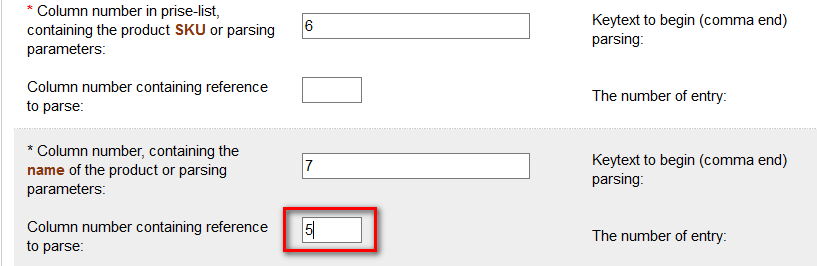 * Column number in prise-list,
containing the product SKU or parsing
parameters:
6
Keytext to begin (comma end)
parsing:
Column number containing reference
to parse:
The number of entry:
* Column number, containing the
name of the product or parsing
parameters:
7
Keytext to begin (comma end)
parsing:
Column number containing reference
to parse:
5
The number of entry: